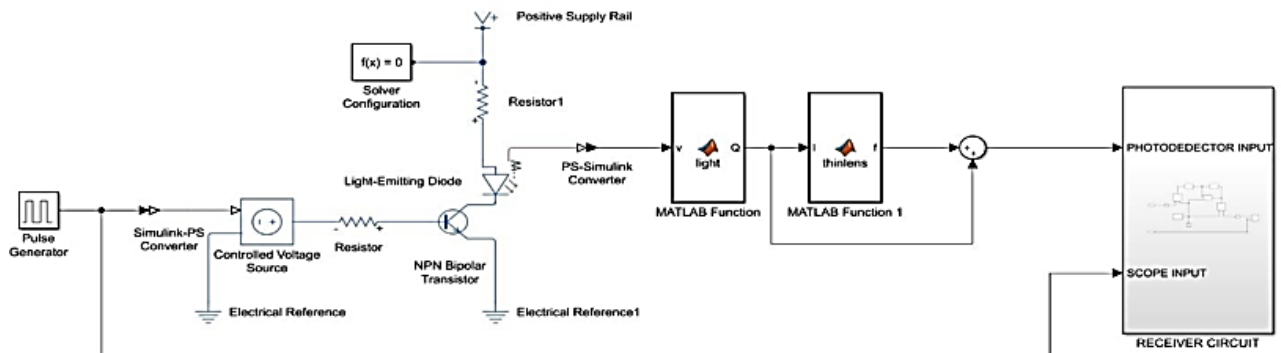 V+
Positive Supply Rail
f(x) = 0
Solver
Configuration
Resistor1
Light-Emitting Diode
PS-Simulink
Converter
v
light
Q
MATLAB Function
l
thinlens
f
MATLAB Function 1
PHOTODEDECTOR INPUT
Pulse
Generator
Simulink-PS
Converter
Controlled Voltage
Source
Resistor
NPN Bipolar
Transistor
Electrical Reference
Electrical Reference1
SCOPE INPUT
RECEIVER CIRCUIT